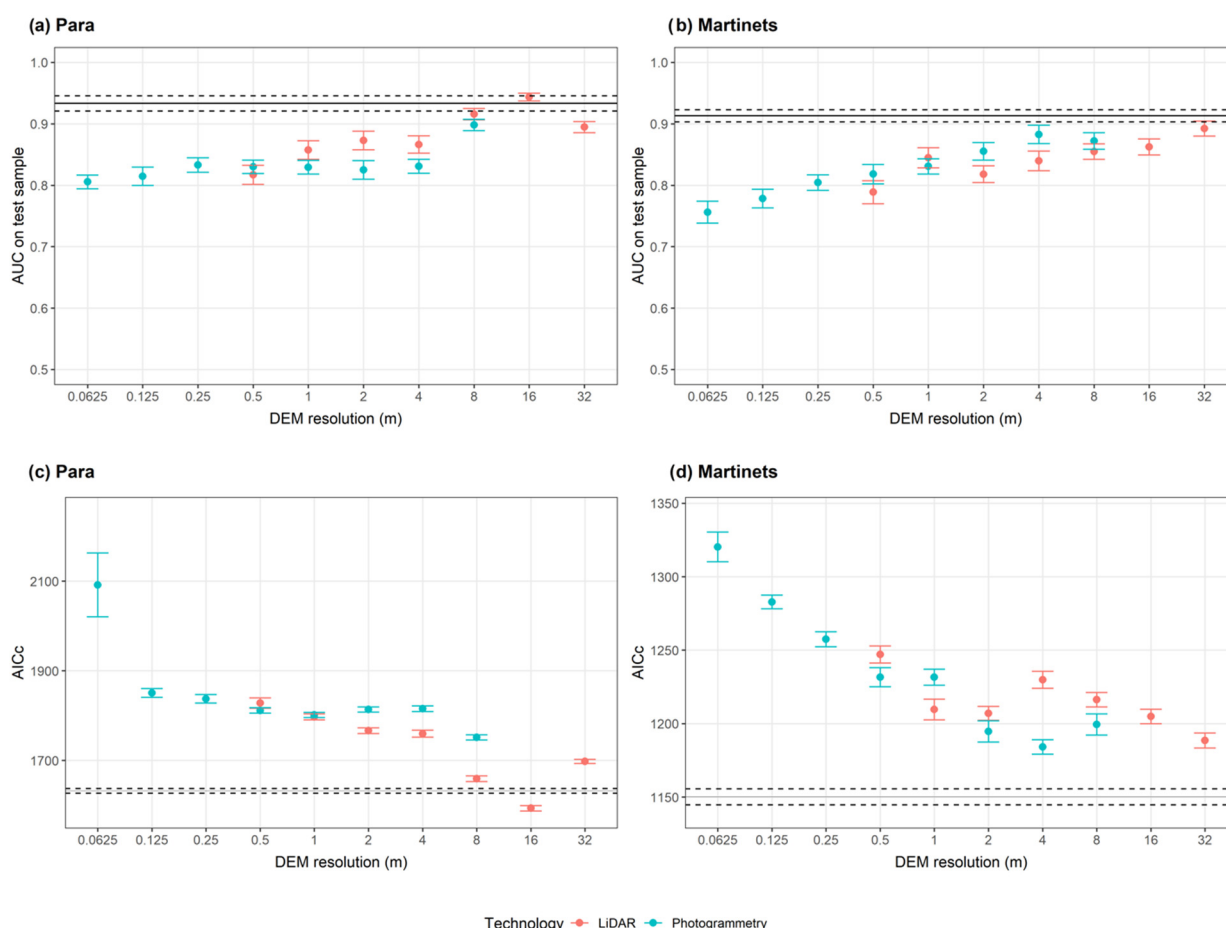 (a) Para
(b) Martinets
1.0
0.9
0.8
0.7
0.6
0.5
AUC on test sample
0.0625 0.125 0.25 0.5 1 2 4 8 16 32
DEM resolution (m)
1.0
0.9
0.8
0.7
0.6
0.5
AUC on test sample
0.0625 0.125 0.25 0.5 1 2 4 8 16 32
DEM resolution (m)
(c) Para
(d) Martinets
2100
1900
1700
AICc
0.0625 0.125 0.25 0.5 1 2 4 8 16 32
DEM resolution (m)
1350
1300
1250
1200
1150
AICc
0.0625 0.125 0.25 0.5 1 2 4 8 16 32
DEM resolution (m)
Technology LiDAR Photogrammetry